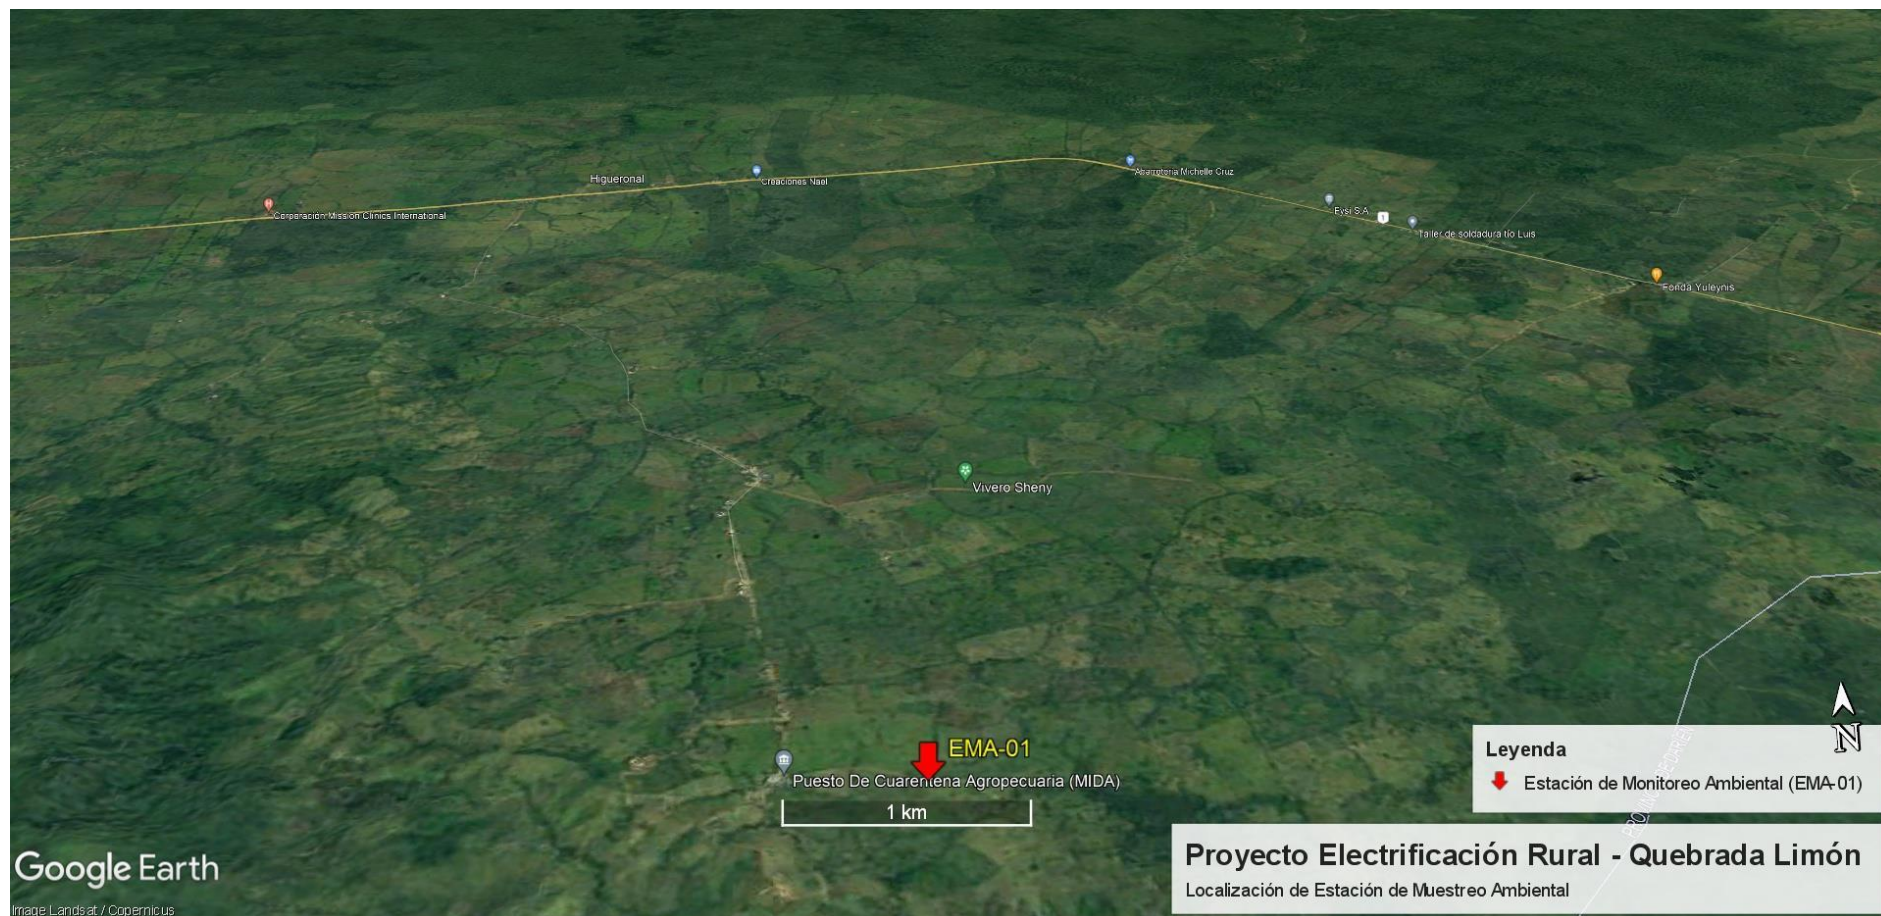 Abarrotería Michelle Cruz
Creaciones Nael
Higueronal
Corporación Mission Clinics International
Fysi S.A
1
Taller de soldadura tío Luis
Fonda Yuleynis
Vivero Sheny
EMA-01
Puesto De Cuarentena Agropecuaria (MIDA)
1 km
N
Leyenda
Estación de Monitoreo Ambiental (EMA-01)
Proyecto Electrificación Rural - Quebrada Limón
Localización de Estación de Muestreo Ambiental
Google Earth
Image Landsat / Copernicus